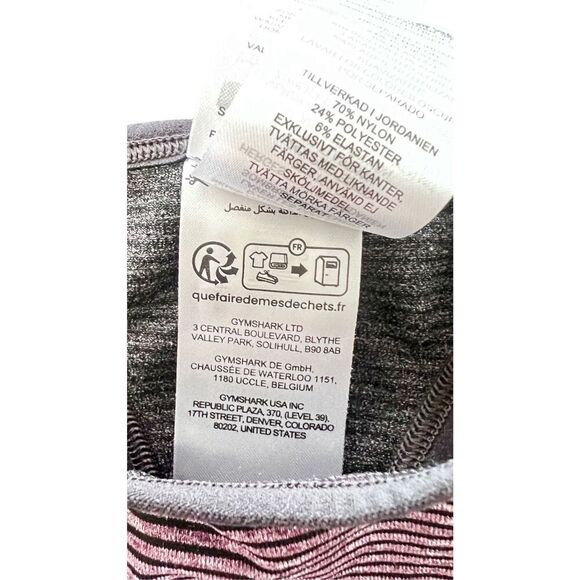 TILLVERKAD I JORDANIEN
70% NYLON
24% POLYESTER
6% ELASTAN
EXKLUSIVT FÖR KANTER.
TVÄTTAS MED LIKNANDE
FÄRGER. ANVÄND EJ
SKÖLJMEDEL.
TVÄTTA MÖRKA FÄRGER
SEPARAT.
بشكل منفصل
FR
quefairedemesdechets.fr
GYMSHARK LTD
3 CENTRAL BOULEVARD, BLYTHE
VALLEY PARK, SOLIHULL, B90 8AB
GYMSHARK DE GmbH,
CHAUSSÉE DE WATERLOO 1151,
1180 UCCLE, BELGIUM
GYMSHARK USA INC
REPUBLIC PLAZA, 370, (LEVEL 39),
17TH STREET, DENVER, COLORADO
80202, UNITED STATES